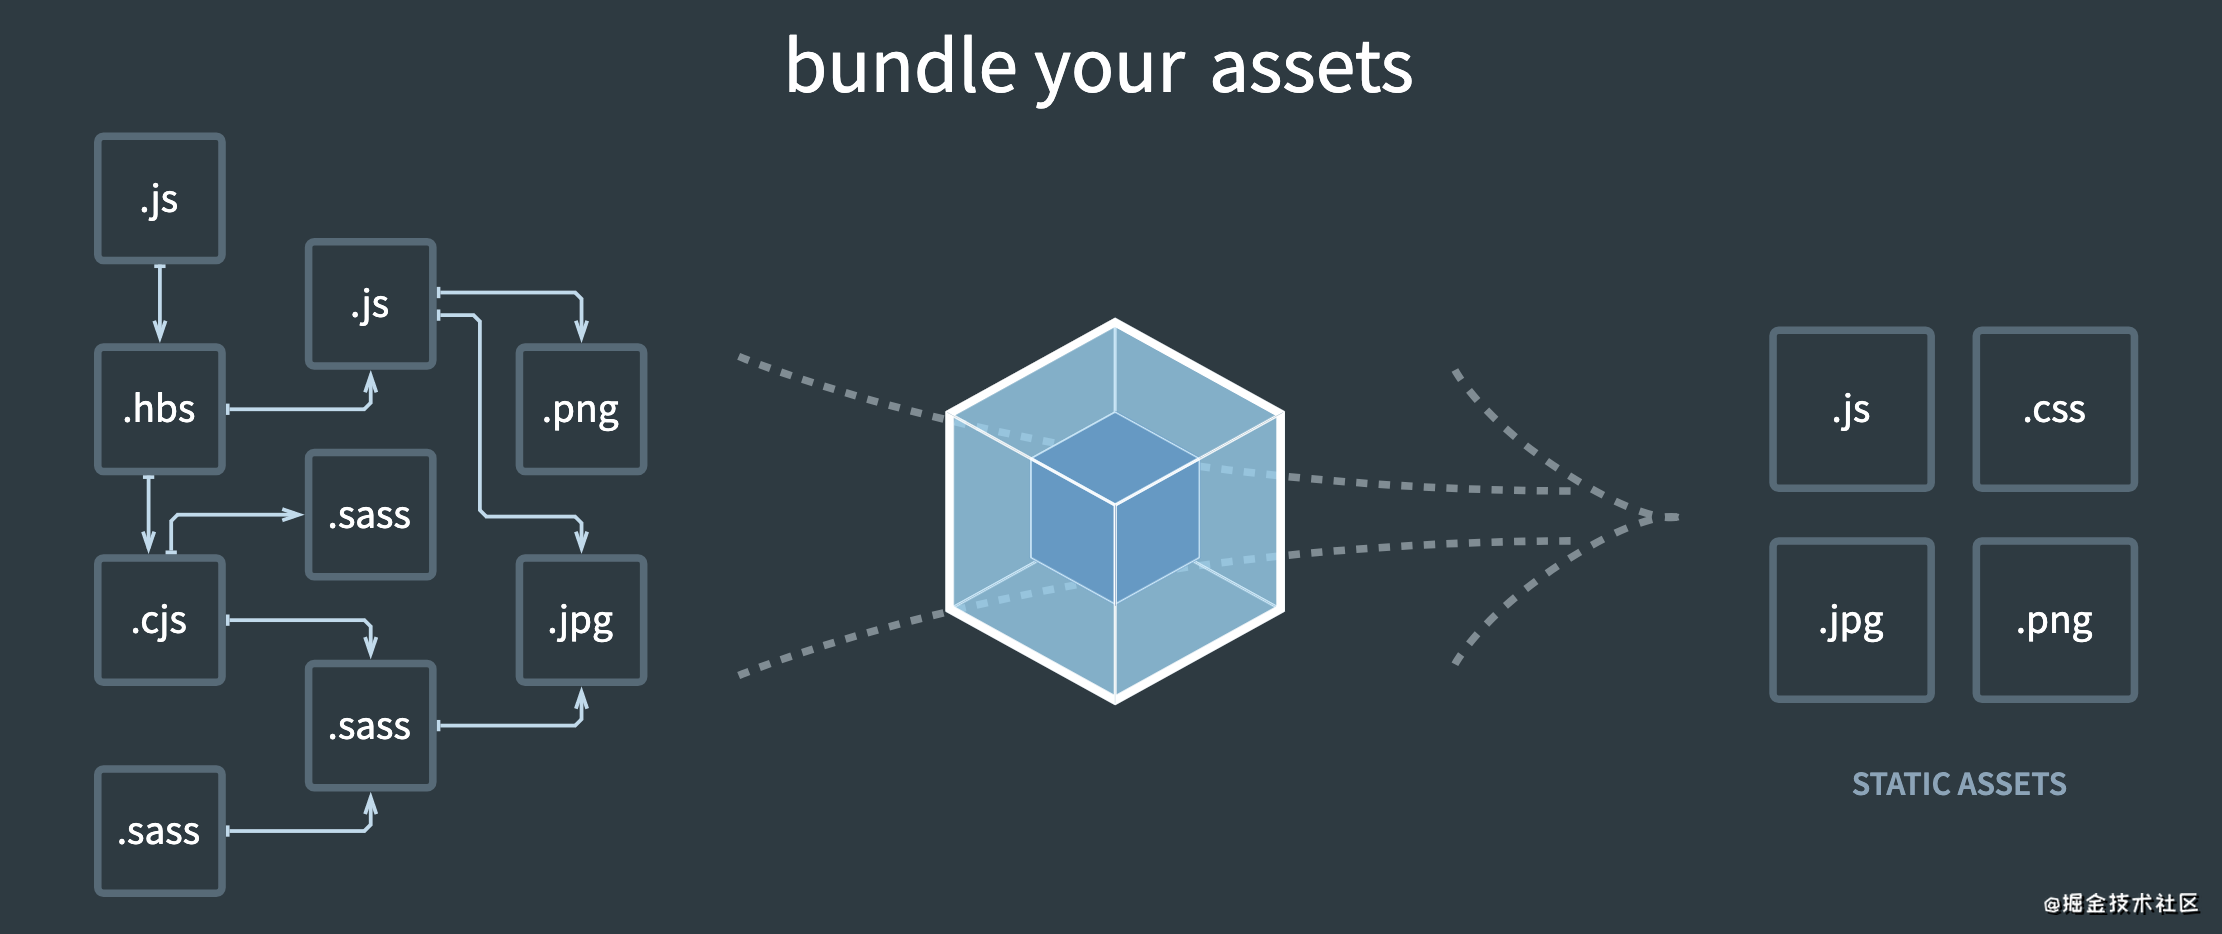 bundle your assets
.js
.js
.hbs
.png
.sass
.cjs
.jpg
.sass
.sass
.js
.css
.jpg
.png
STATIC ASSETS
@掘金技术社区